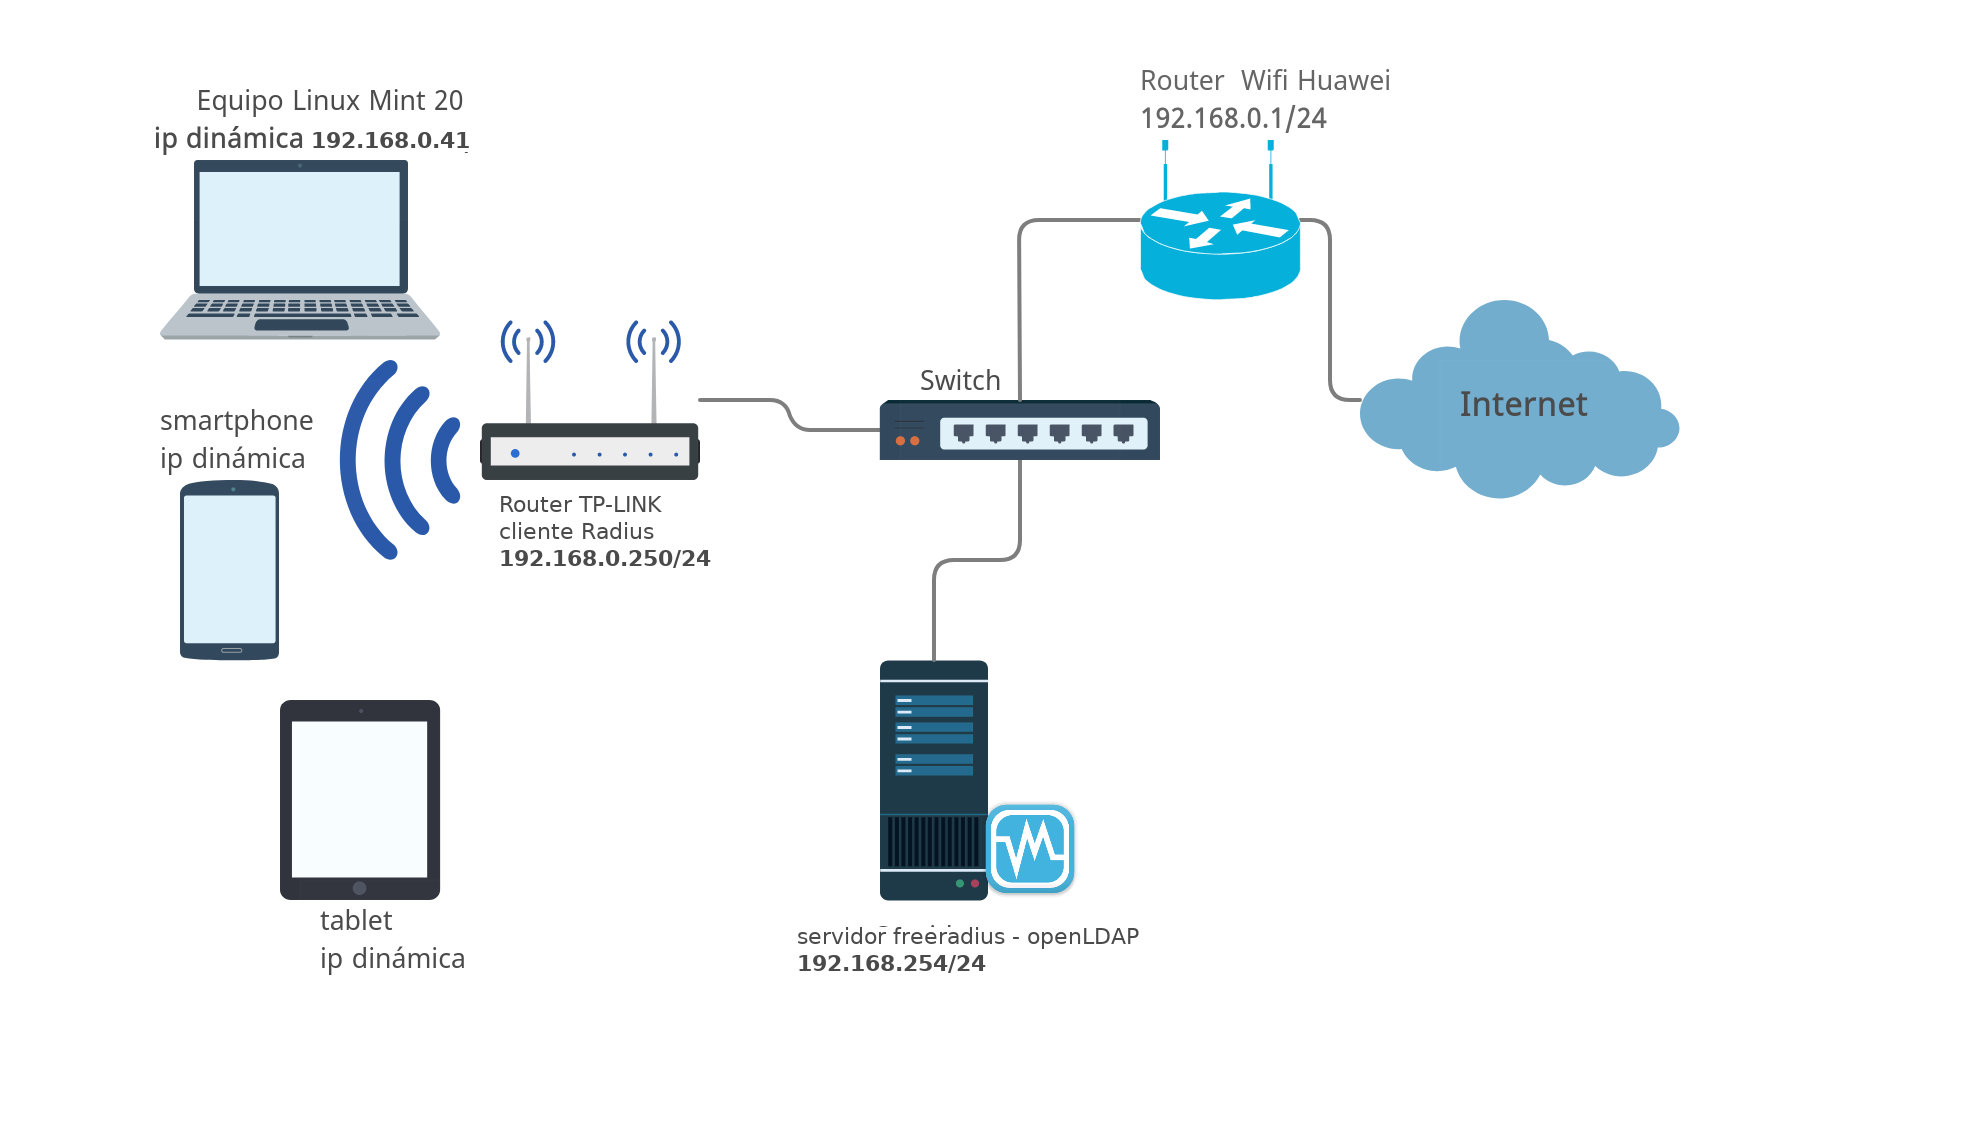 Equipo Linux Mint 20
ip dinámica 192.168.0.41
Router Wifi Huawei
192.168.0.1/24
smartphone
ip dinámica
Router TP-LINK
cliente Radius
192.168.0.250/24
Switch
Internet
tablet
ip dinámica
servidor freeradius - openLDAP
192.168.254/24